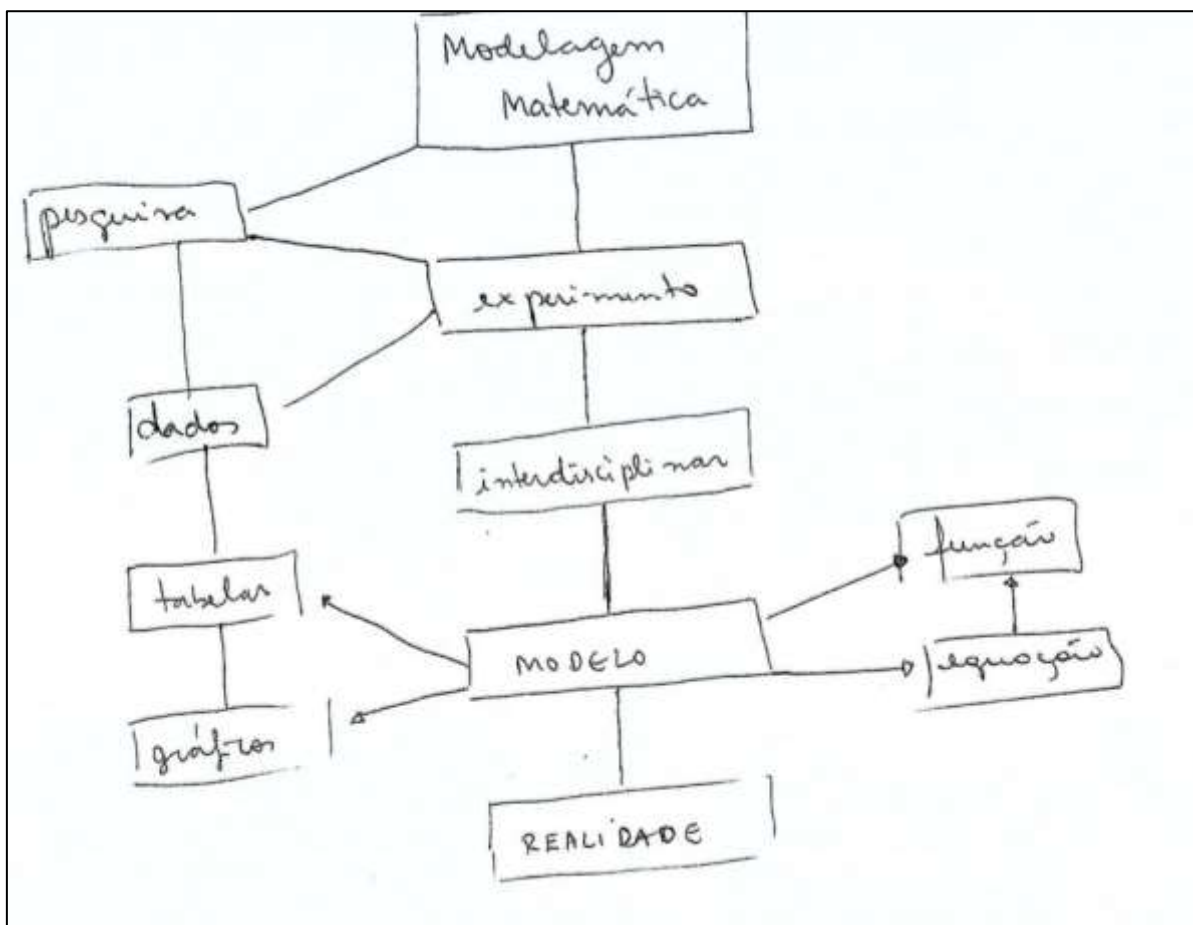 Modelagem
Matemática
pesquisa
experimento
dados
interdisciplinar
função
tabelas
MODELO
equação
gráficos
REALIDADE